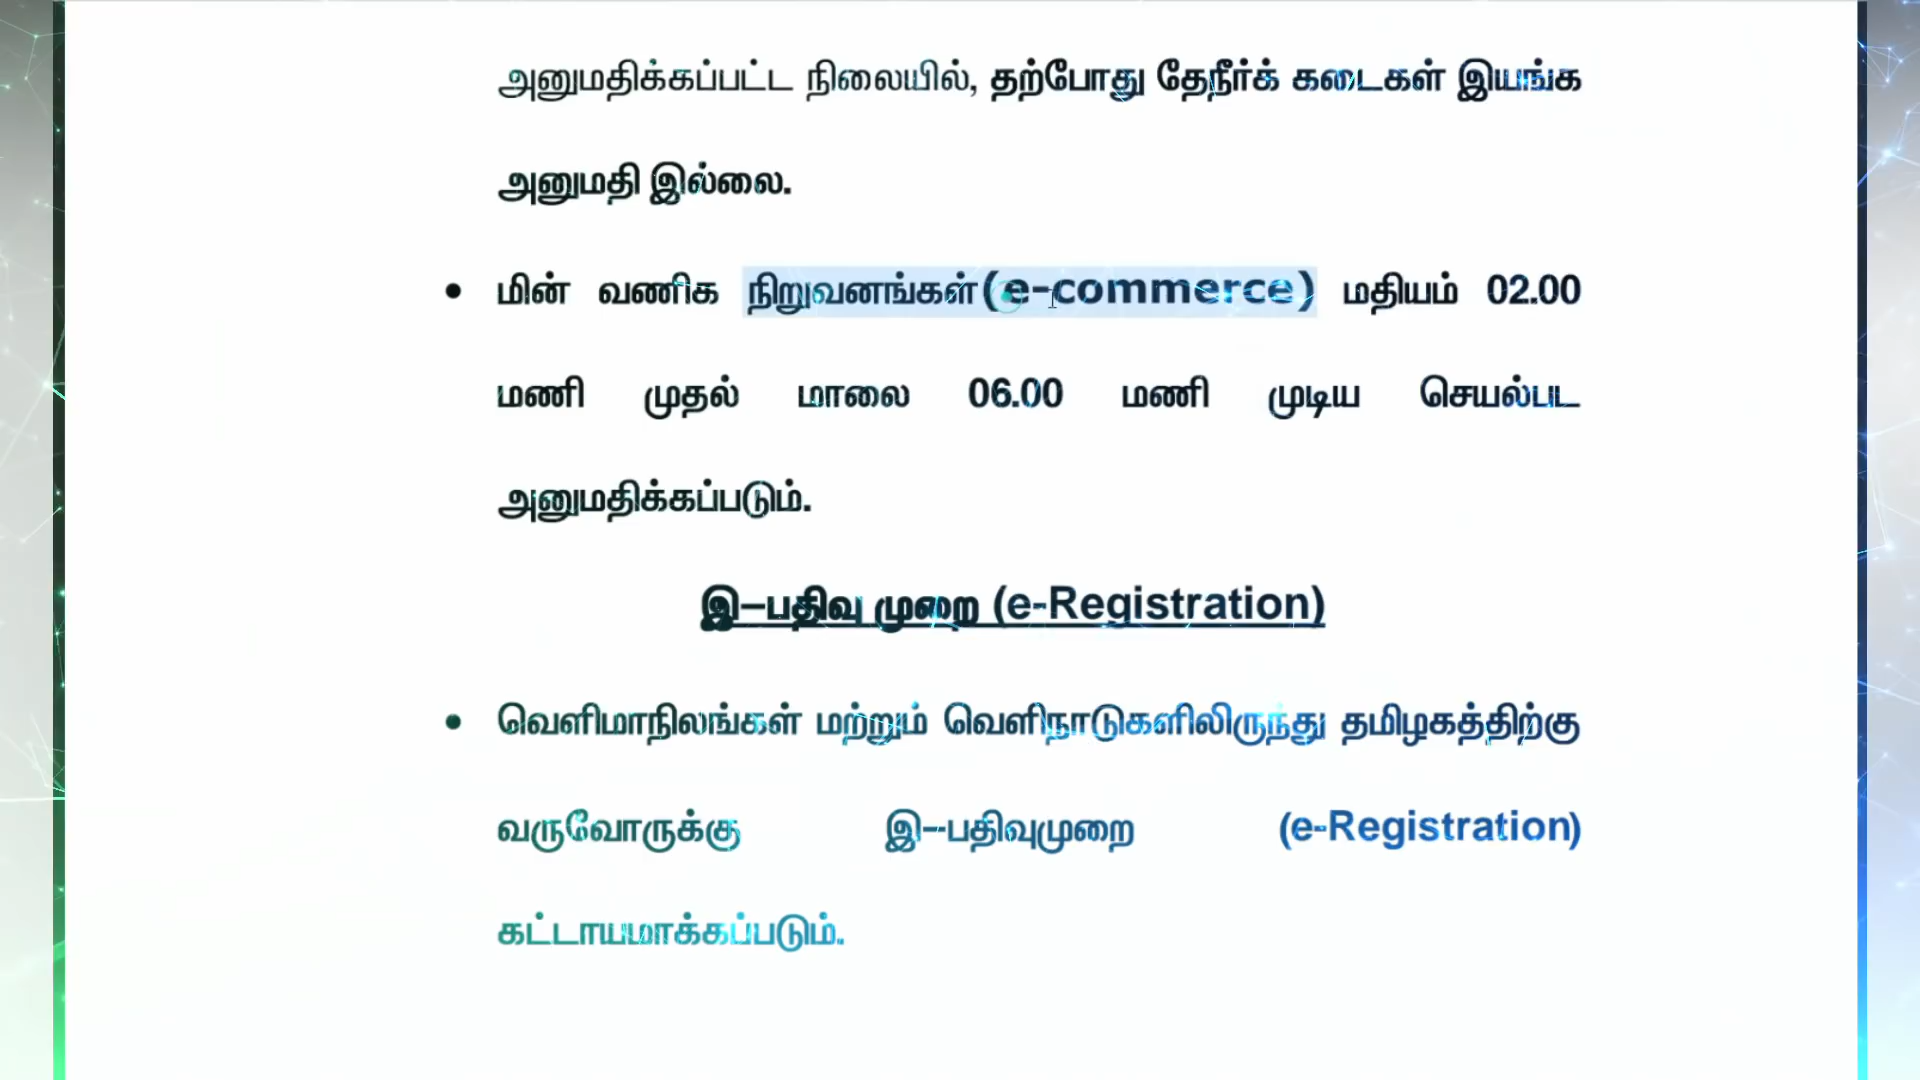 அனுமதிக்கப்பட்ட நிலையில், தற்போது தேநீர்க் கடைகள் இயங்க
அனுமதி இல்லை.
• மின் வணிக நிறுவனங்கள்(e-commerce) மதியம் 02.00
மணி முதல் மாலை 06.00 மணி முடிய செயல்பட
அனுமதிக்கப்படும்.
இ–பதிவு முறை (e-Registration)
• வெளிமாநிலங்கள் மற்றும் வெளிநாடுகளிலிருந்து தமிழகத்திற்கு
வருவோருக்கு இ–பதிவுமுறை (e-Registration)
கட்டாயமாக்கப்படும்.